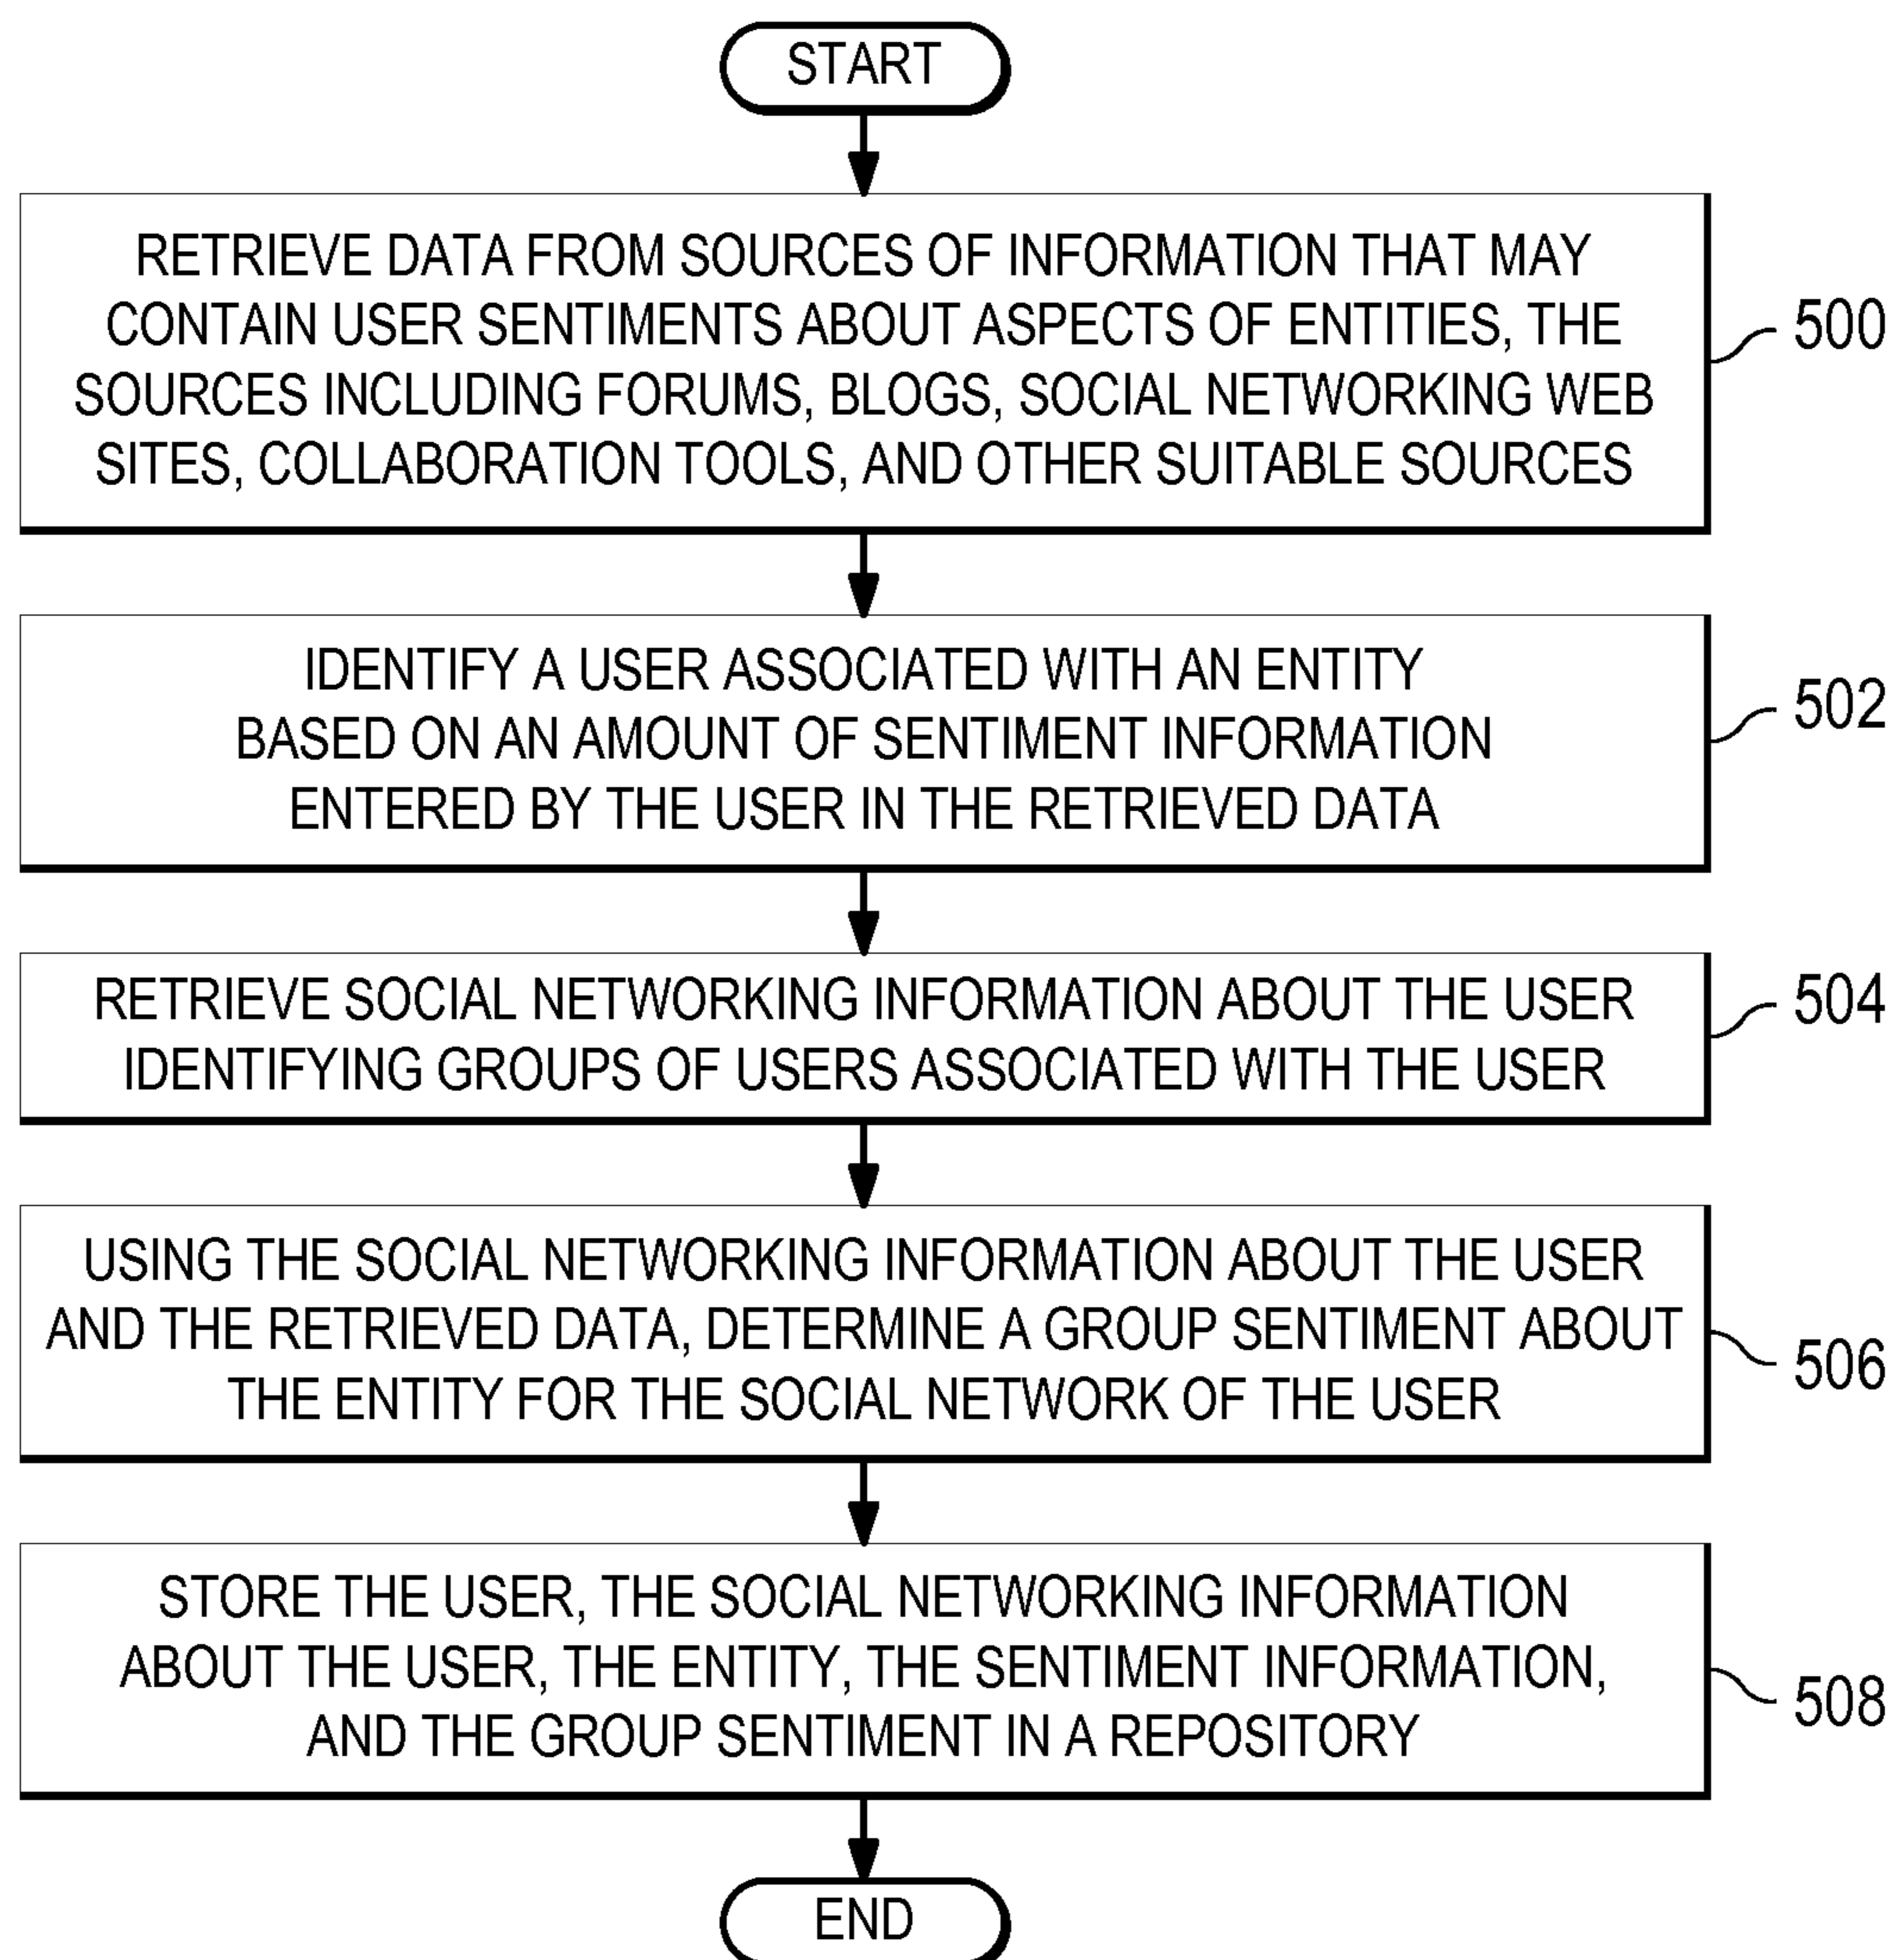 START
RETRIEVE DATA FROM SOURCES OF INFORMATION THAT MAY
CONTAIN USER SENTIMENTS ABOUT ASPECTS OF ENTITIES, THE
SOURCES INCLUDING FORUMS, BLOGS, SOCIAL NETWORKING WEB
SITES, COLLABORATION TOOLS, AND OTHER SUITABLE SOURCES
500
IDENTIFY A USER ASSOCIATED WITH AN ENTITY
BASED ON AN AMOUNT OF SENTIMENT INFORMATION
ENTERED BY THE USER IN THE RETRIEVED DATA
502
RETRIEVE SOCIAL NETWORKING INFORMATION ABOUT THE USER
IDENTIFYING GROUPS OF USERS ASSOCIATED WITH THE USER
504
USING THE SOCIAL NETWORKING INFORMATION ABOUT THE USER
AND THE RETRIEVED DATA, DETERMINE A GROUP SENTIMENT ABOUT
THE ENTITY FOR THE SOCIAL NETWORK OF THE USER
506
STORE THE USER, THE SOCIAL NETWORKING INFORMATION
ABOUT THE USER, THE ENTITY, THE SENTIMENT INFORMATION,
AND THE GROUP SENTIMENT IN A REPOSITORY
508
END